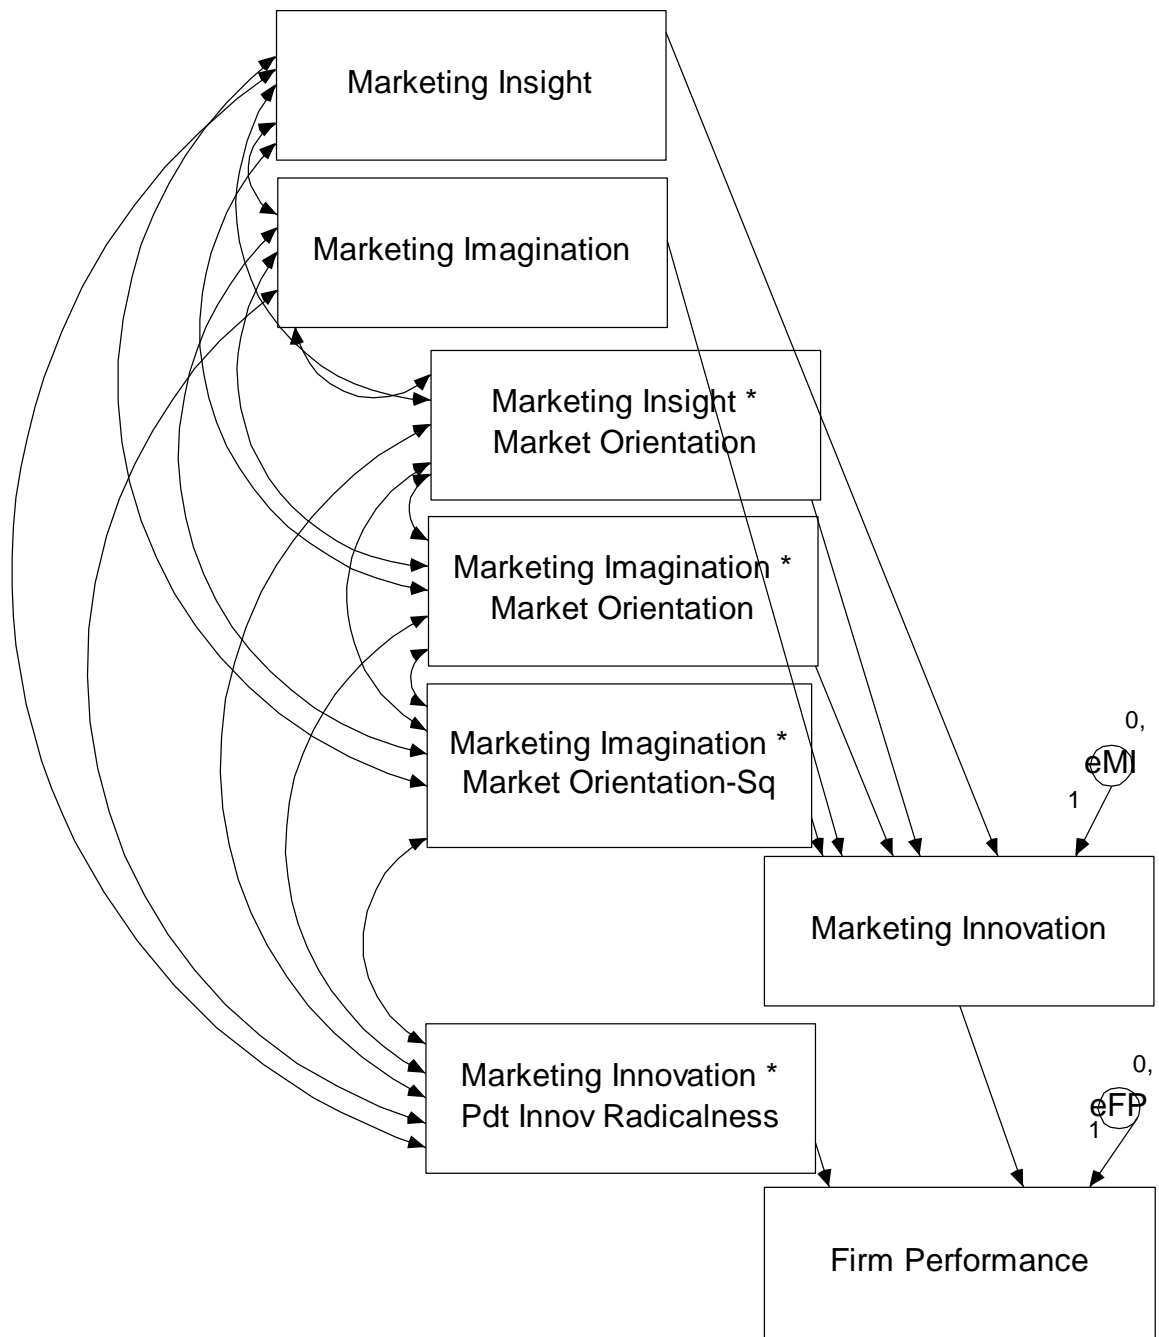 Marketing Insight
Marketing Imagination
Marketing Insight *
Market Orientation
Marketing Imagination *
Market Orientation
Marketing Imagination *
Market Orientation-Sq
0,
eMI
1
Marketing Innovation
Marketing Innovation *
Pdt Innov Radicalness
0,
eFP
1
Firm Performance